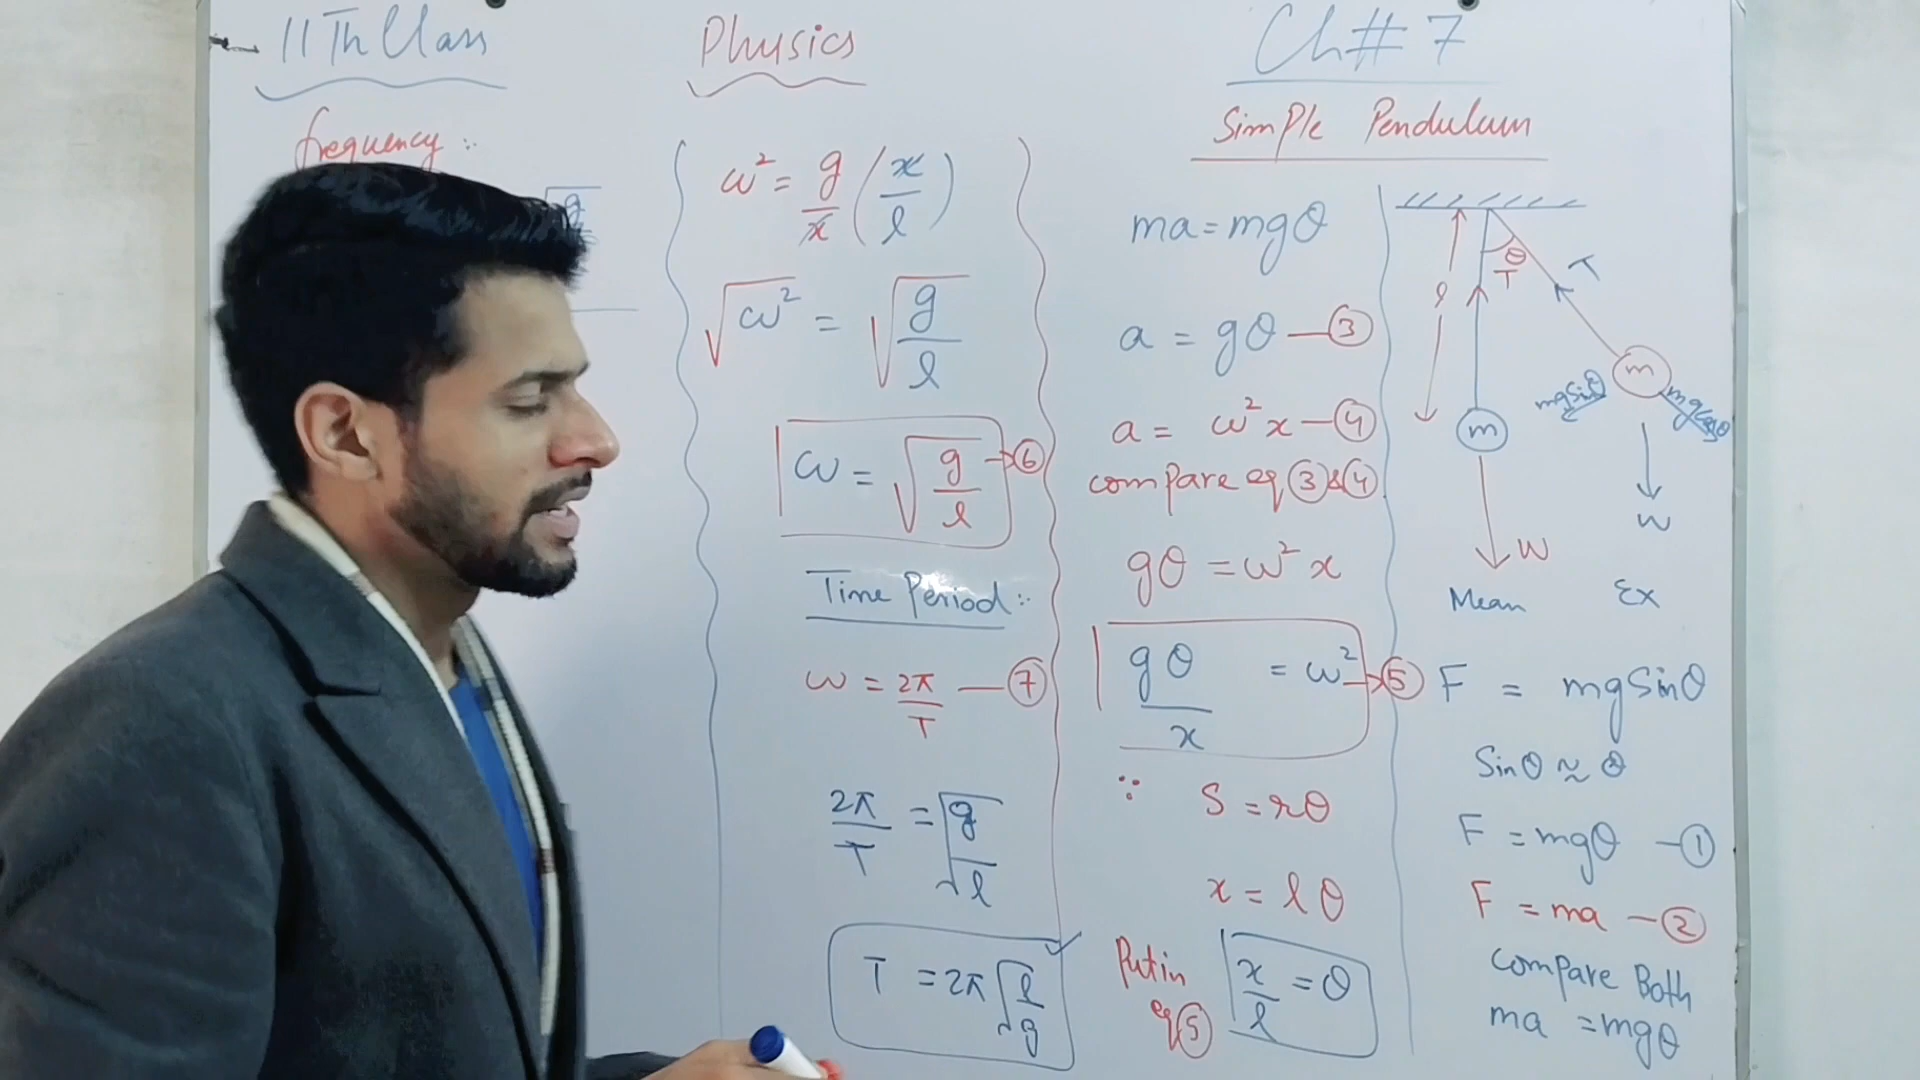 11Th Class
Physics
Ch# 7
Simple Pendulum
frequency :
g
ω² = g/x (x/l)
√ω² = √(g/l)
ω = √(g/l) → 6
Time Period :
ω = 2π/T — 7
2π/T = √(g/l)
T = 2π√(l/g)
ma = mgθ
a = gθ — 3
a = ω²x — 4
compare eq 3 & 4
gθ = ω²x
gθ/x = ω² → 5
∵ S = rθ
x = lθ
Put in eq 5 x/l = θ
θ
T
T
l
m
m
mgsinθ
mgcosθ
W
W
Mean
Ex
F = mgSinθ
Sinθ ≈ θ
F = mgθ — 1
F = ma — 2
compare Both
ma = mgθ